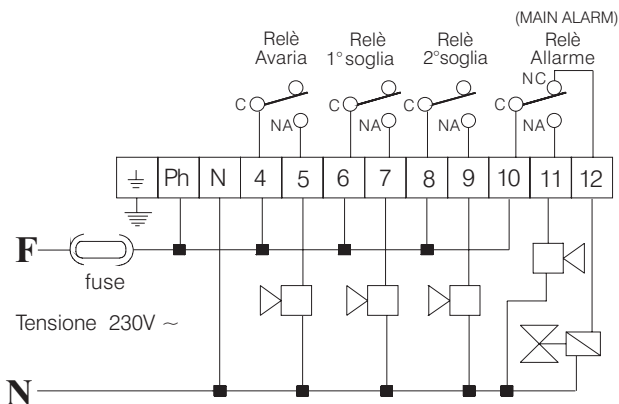 (MAIN ALARM)
Relè Avaria
Relè 1° soglia
Relè 2°soglia
Relè Allarme
C NA
C NA
C NA
C NC NA
Ph N 4 5 6 7 8 9 10 11 12
F
fuse
Tensione 230V ~
N